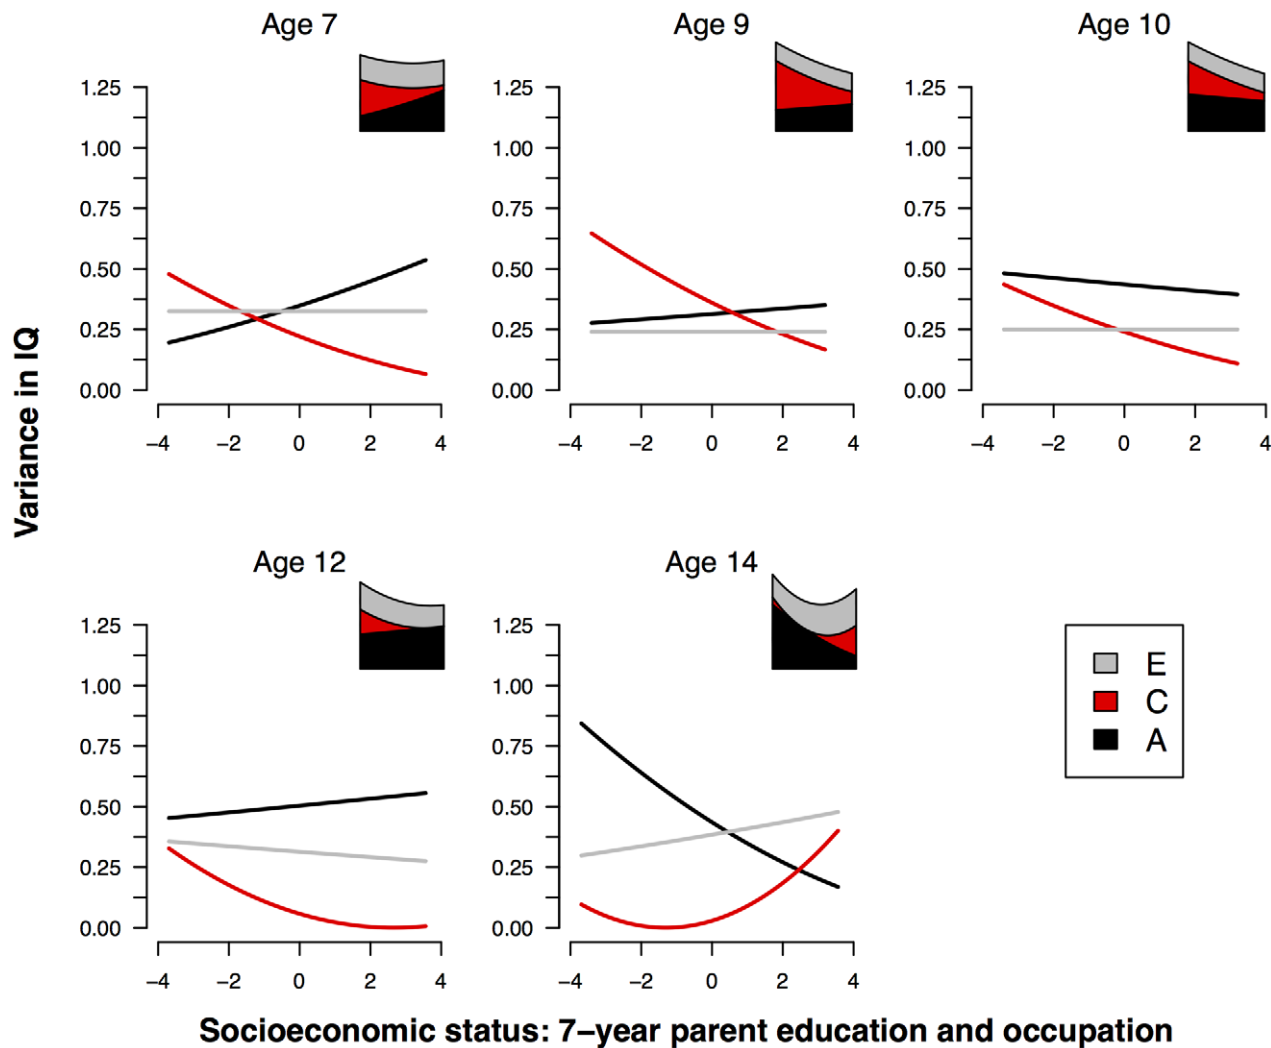 Age 7
Age 9
Age 10
1.25
1.00
0.75
0.50
0.25
0.00
−4 −2 0 2 4
1.25
1.00
0.75
0.50
0.25
0.00
−4 −2 0 2 4
1.25
1.00
0.75
0.50
0.25
0.00
−4 −2 0 2 4
Variance in IQ
Age 12
Age 14
1.25
1.00
0.75
0.50
0.25
0.00
−4 −2 0 2 4
1.25
1.00
0.75
0.50
0.25
0.00
−4 −2 0 2 4
E
C
A
Socioeconomic status: 7−year parent education and occupation